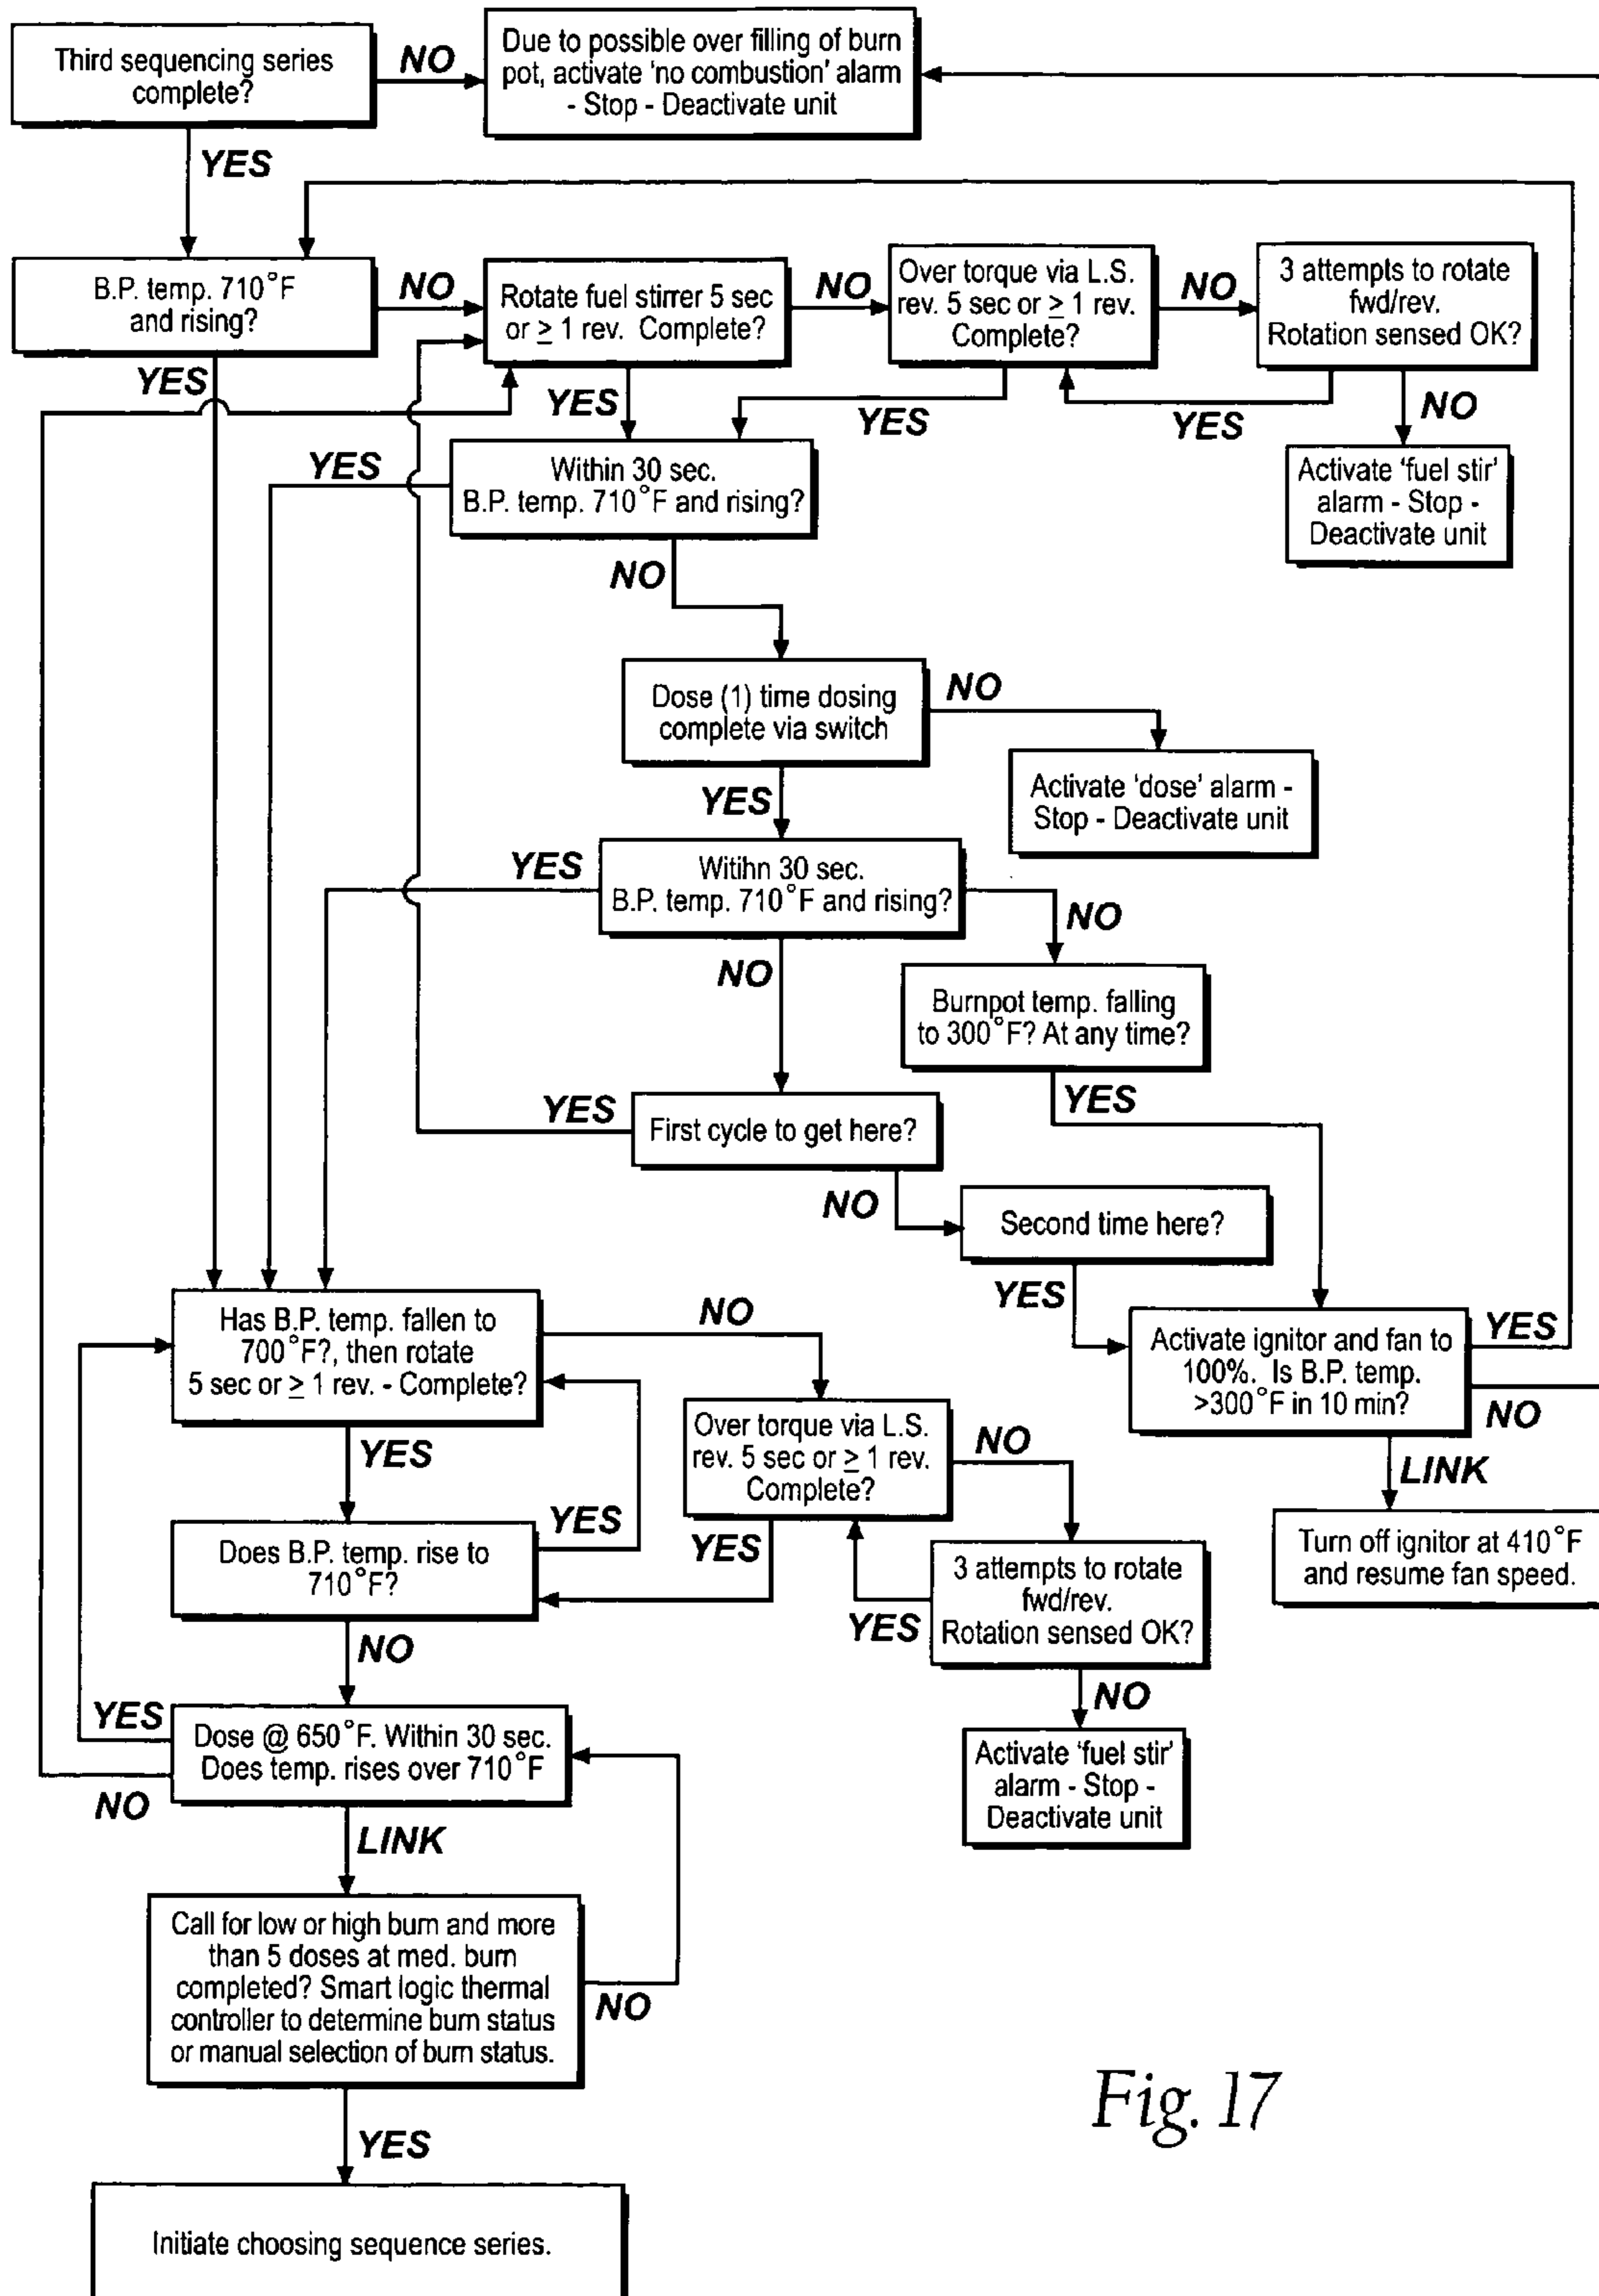 Third sequencing series
complete?
NO
Due to possible over filling of burn
pot, activate 'no combustion' alarm
- Stop - Deactivate unit
YES
B.P. temp. 710°F
and rising?
NO
Rotate fuel stirrer 5 sec
or ≥ 1 rev. Complete?
NO
Over torque via L.S.
rev. 5 sec or ≥ 1 rev.
Complete?
NO
3 attempts to rotate
fwd/rev.
Rotation sensed OK?
YES
YES
YES
YES
NO
Activate 'fuel stir'
alarm - Stop -
Deactivate unit
YES
Within 30 sec.
B.P. temp. 710°F and rising?
NO
Dose (1) time dosing
complete via switch
NO
Activate 'dose' alarm -
Stop - Deactivate unit
YES
YES
Witihn 30 sec.
B.P. temp. 710°F and rising?
NO
NO
Burnpot temp. falling
to 300°F? At any time?
YES
YES
First cycle to get here?
NO
Second time here?
YES
Has B.P. temp. fallen to
700°F?, then rotate
5 sec or ≥ 1 rev. - Complete?
NO
Activate ignitor and fan to
100%. Is B.P. temp.
>300°F in 10 min?
YES
NO
LINK
Turn off ignitor at 410°F
and resume fan speed.
YES
Over torque via L.S.
rev. 5 sec or ≥ 1 rev.
Complete?
NO
YES
YES
Does B.P. temp. rise to
710°F?
3 attempts to rotate
fwd/rev.
Rotation sensed OK?
YES
NO
NO
Activate 'fuel stir'
alarm - Stop -
Deactivate unit
YES
Dose @ 650°F. Within 30 sec.
Does temp. rises over 710°F
NO
LINK
Call for low or high burn and more
than 5 doses at med. burn
completed? Smart logic thermal
controller to determine burn status
or manual selection of burn status.
NO
YES
Initiate choosing sequence series.
Fig. 17